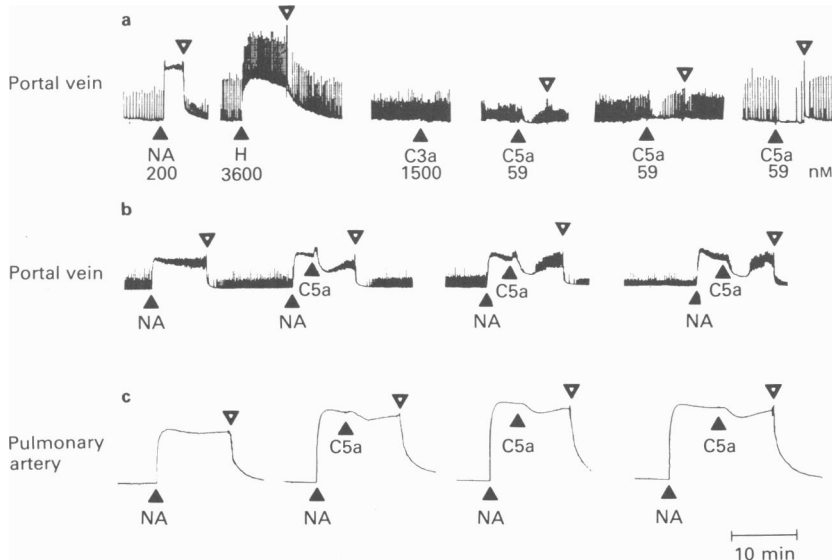 a
Portal vein
NA H C3a C5a C5a C5a
200 3600 1500 59 59 59 nM
b
Portal vein
C5a C5a C5a
NA NA NA NA
c
Pulmonary
artery
C5a C5a C5a
NA NA NA NA
10 min